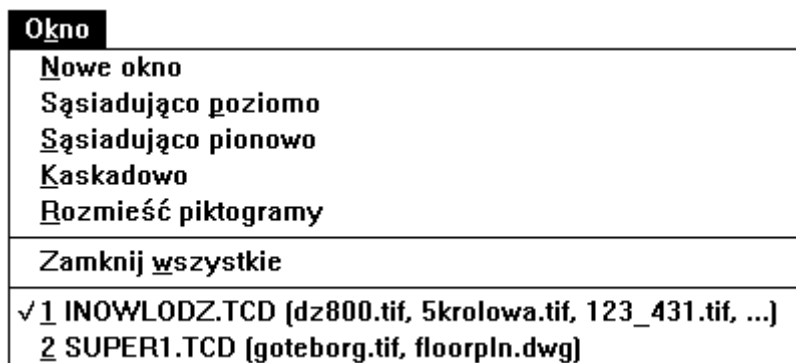 Okno
Nowe okno
Sąsiadująco poziomo
Sąsiadująco pionowo
Kaskadowo
Rozmieść piktogramy
Zamknij wszystkie
√ 1 INOWLODZ.TCD (dz800.tif, 5krolowa.tif, 123_431.tif, ...)
2 SUPER1.TCD (goteborg.tif, floorpln.dwg)